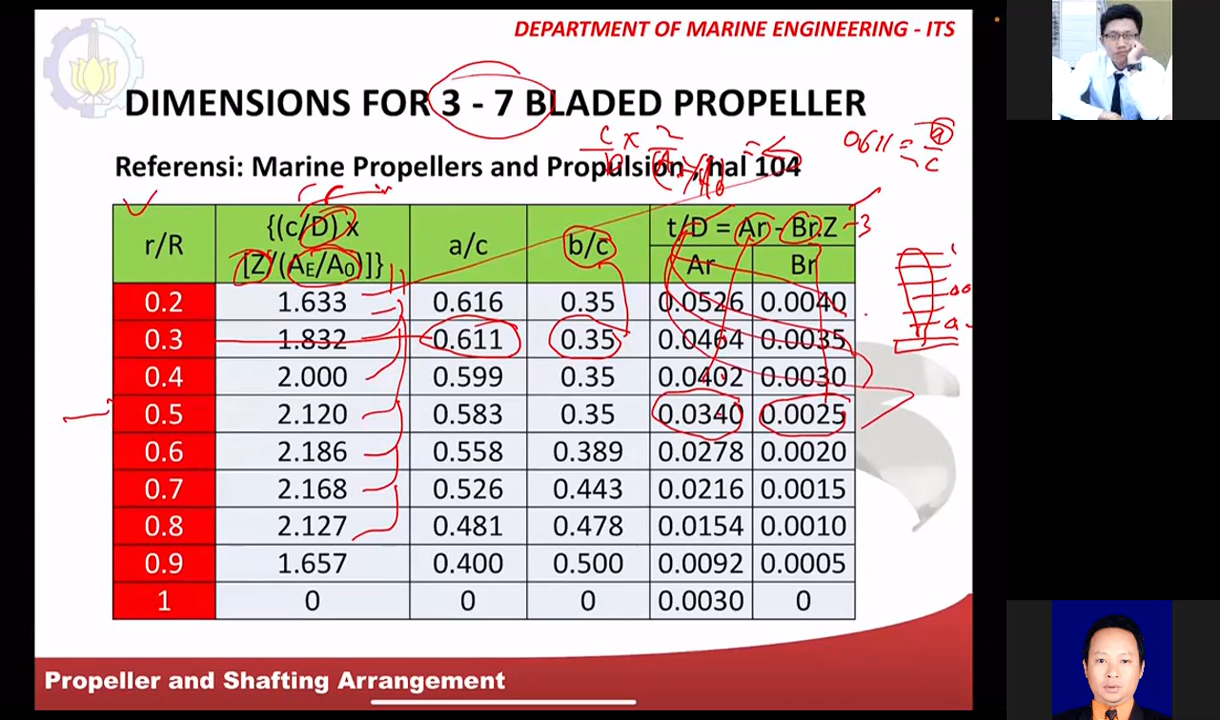 DEPARTMENT OF MARINE ENGINEERING - ITS
DIMENSIONS FOR 3 - 7 BLADED PROPELLER
Referensi: Marine Propellers and Propulsion, hal 104
0.611 = a/c
r/R {(c/D) x [Z/(AE/A0)]} a/c b/c t/D = Ar - Br.Z
Ar Br
0.2 1.633 0.616 0.35 0.0526 0.0040
0.3 1.832 0.611 0.35 0.0464 0.0035
0.4 2.000 0.599 0.35 0.0402 0.0030
0.5 2.120 0.583 0.35 0.0340 0.0025
0.6 2.186 0.558 0.389 0.0278 0.0020
0.7 2.168 0.526 0.443 0.0216 0.0015
0.8 2.127 0.481 0.478 0.0154 0.0010
0.9 1.657 0.400 0.500 0.0092 0.0005
1 0 0 0 0.0030 0
Propeller and Shafting Arrangement